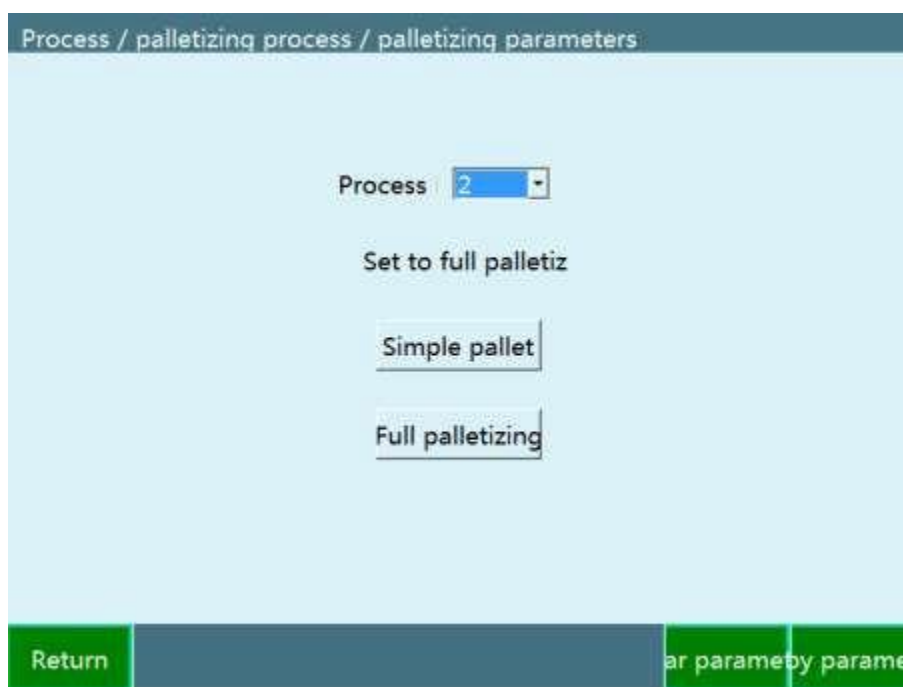 Process / palletizing process / palletizing parameters
Process
2
Set to full palletiz
Simple pallet
Full palletizing
Return
ar paramet
by parame